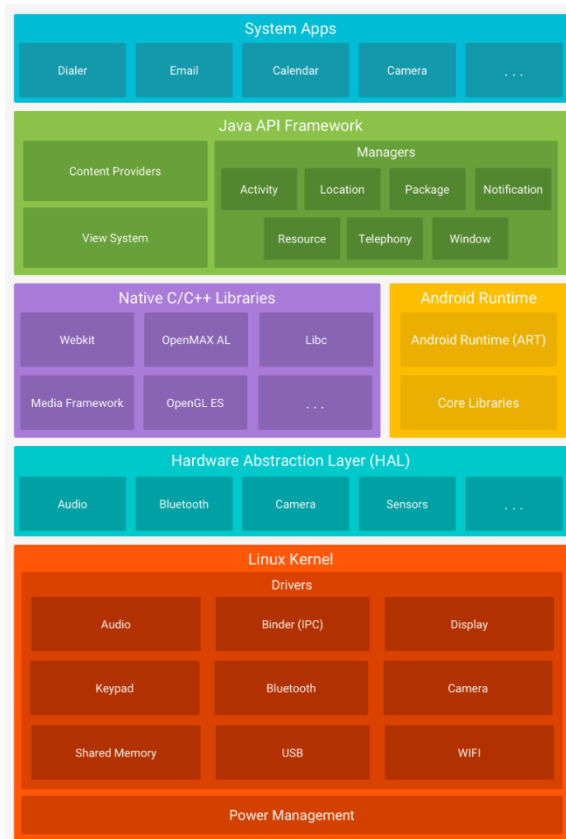 System Apps
Dialer
Email
Calendar
Camera
. . .
Java API Framework
Content Providers
View System
Managers
Activity
Location
Package
Notification
Resource
Telephony
Window
Native C/C++ Libraries
Webkit
OpenMAX AL
Libc
Media Framework
OpenGL ES
. . .
Android Runtime
Android Runtime (ART)
Core Libraries
Hardware Abstraction Layer (HAL)
Audio
Bluetooth
Camera
Sensors
. . .
Linux Kernel
Drivers
Audio
Binder (IPC)
Display
Keypad
Bluetooth
Camera
Shared Memory
USB
WIFI
Power Management